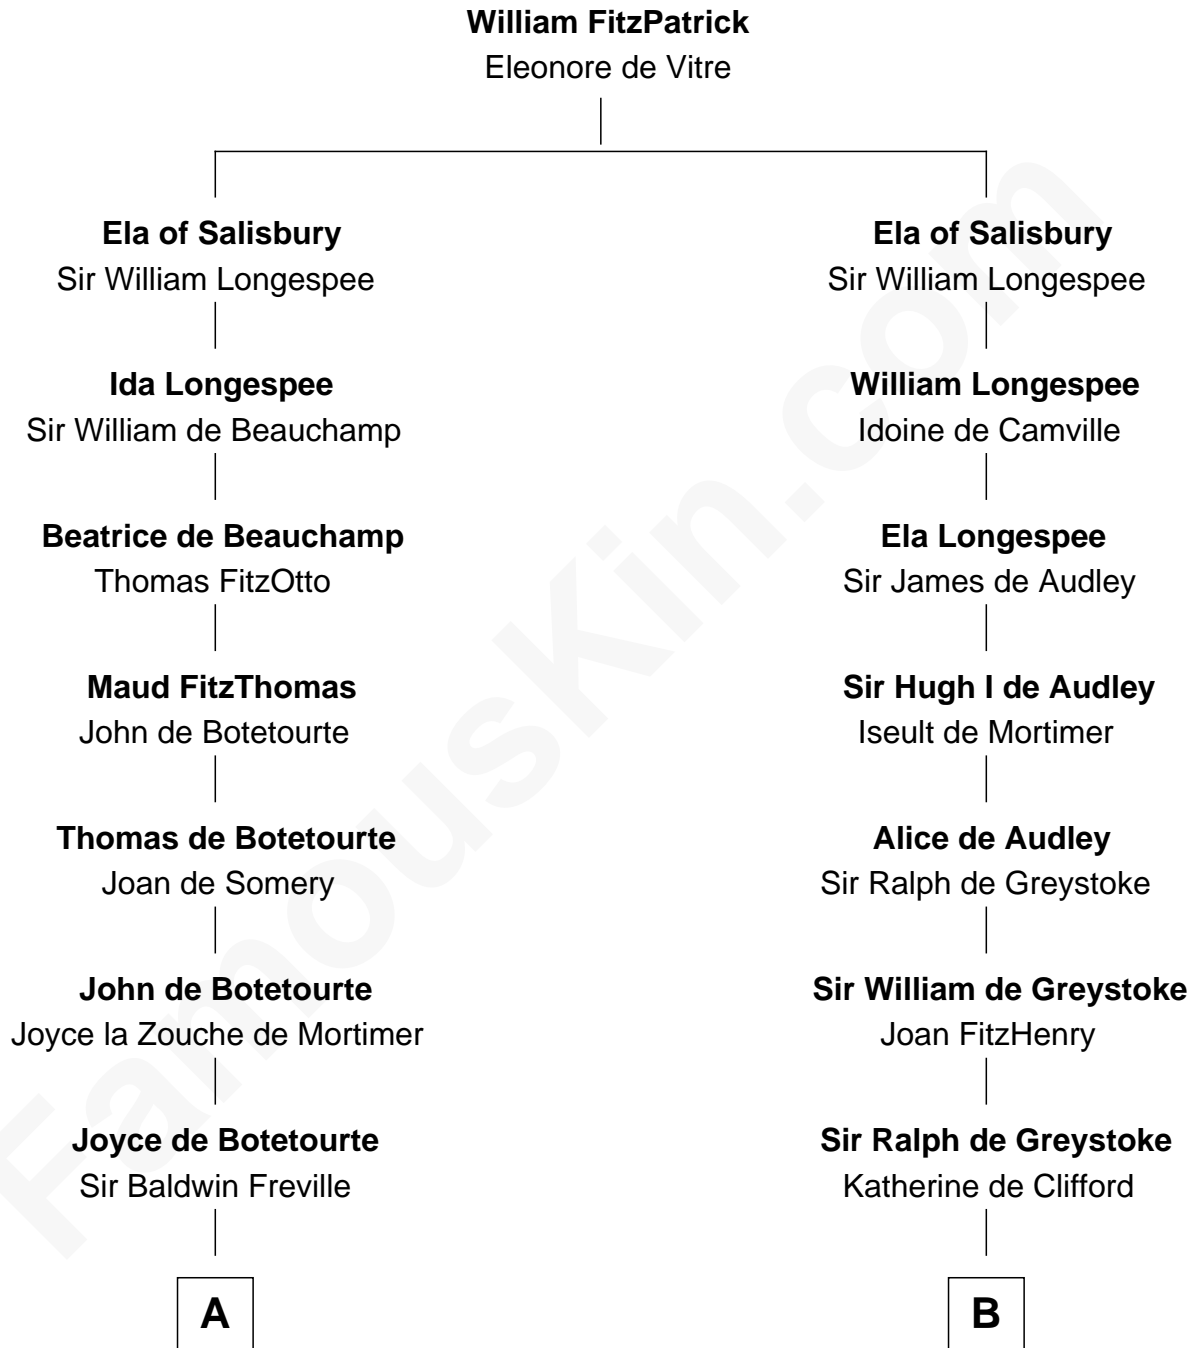 William FitzPatrick
Eleonore de Vitre
Ela of Salisbury
Sir William Longespee
Ela of Salisbury
Sir William Longespee
Ida Longespee
Sir William de Beauchamp
William Longespee
Idoine de Camville
Beatrice de Beauchamp
Thomas FitzOtto
Ela Longespee
Sir James de Audley
Maud FitzThomas
John de Botetourte
Sir Hugh I de Audley
Iseult de Mortimer
Thomas de Botetourte
Joan de Somery
Alice de Audley
Sir Ralph de Greystoke
John de Botetourte
Joyce la Zouche de Mortimer
Sir William de Greystoke
Joan FitzHenry
Joyce de Botetourte
Sir Baldwin Freville
Sir Ralph de Greystoke
Katherine de Clifford
A
B
FamousKin.com